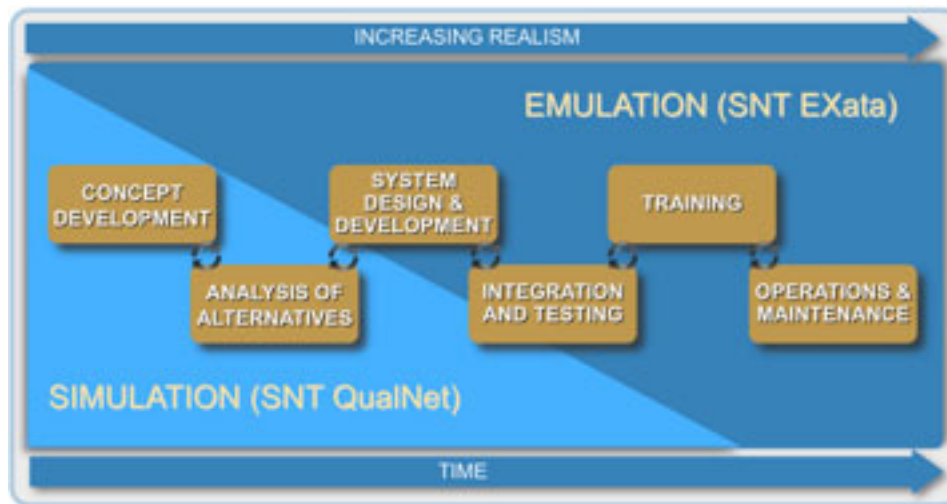 INCREASING REALISM
EMULATION (SNT EXata)
CONCEPT
DEVELOPMENT
SYSTEM
DESIGN &
DEVELOPMENT
TRAINING
ANALYSIS OF
ALTERNATIVES
INTEGRATION
AND TESTING
OPERATIONS &
MAINTENANCE
SIMULATION (SNT QualNet)
TIME